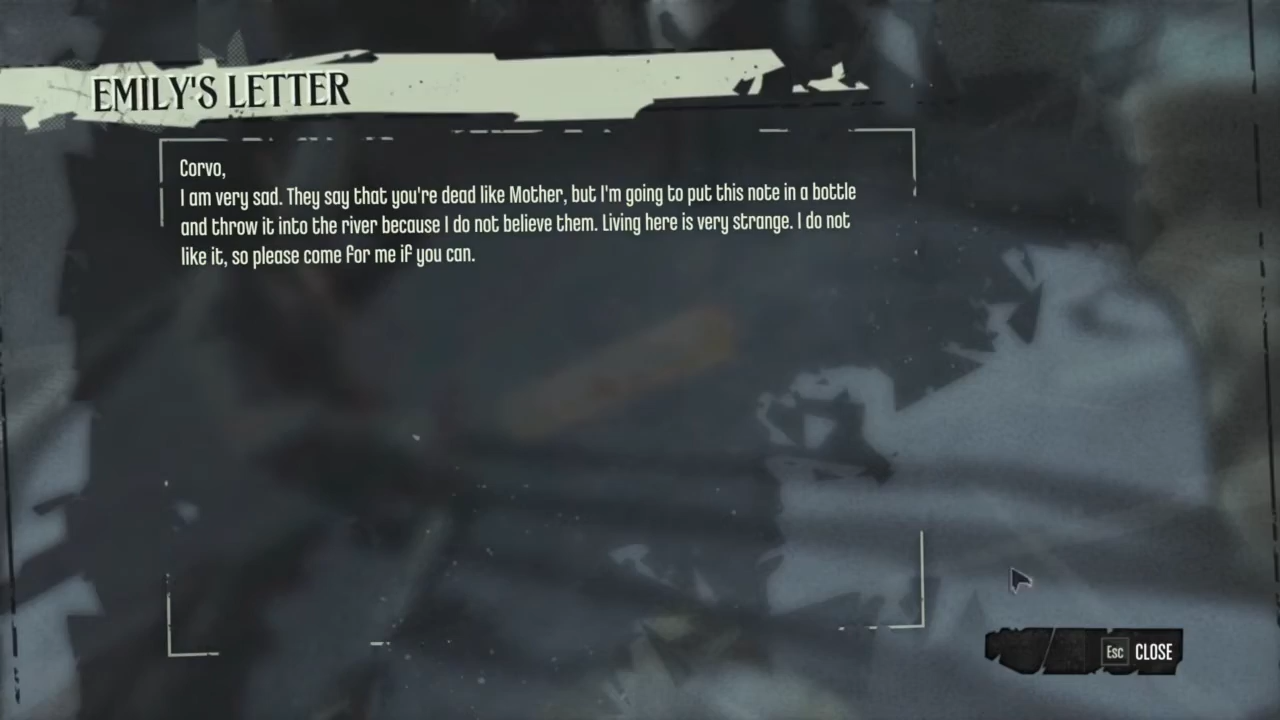 EMILY'S LETTER
Corvo,
I am very sad. They say that you're dead like Mother, but I'm going to put this note in a bottle
and throw it into the river because I do not believe them. Living here is very strange. I do not
like it, so please come for me if you can.
Esc CLOSE